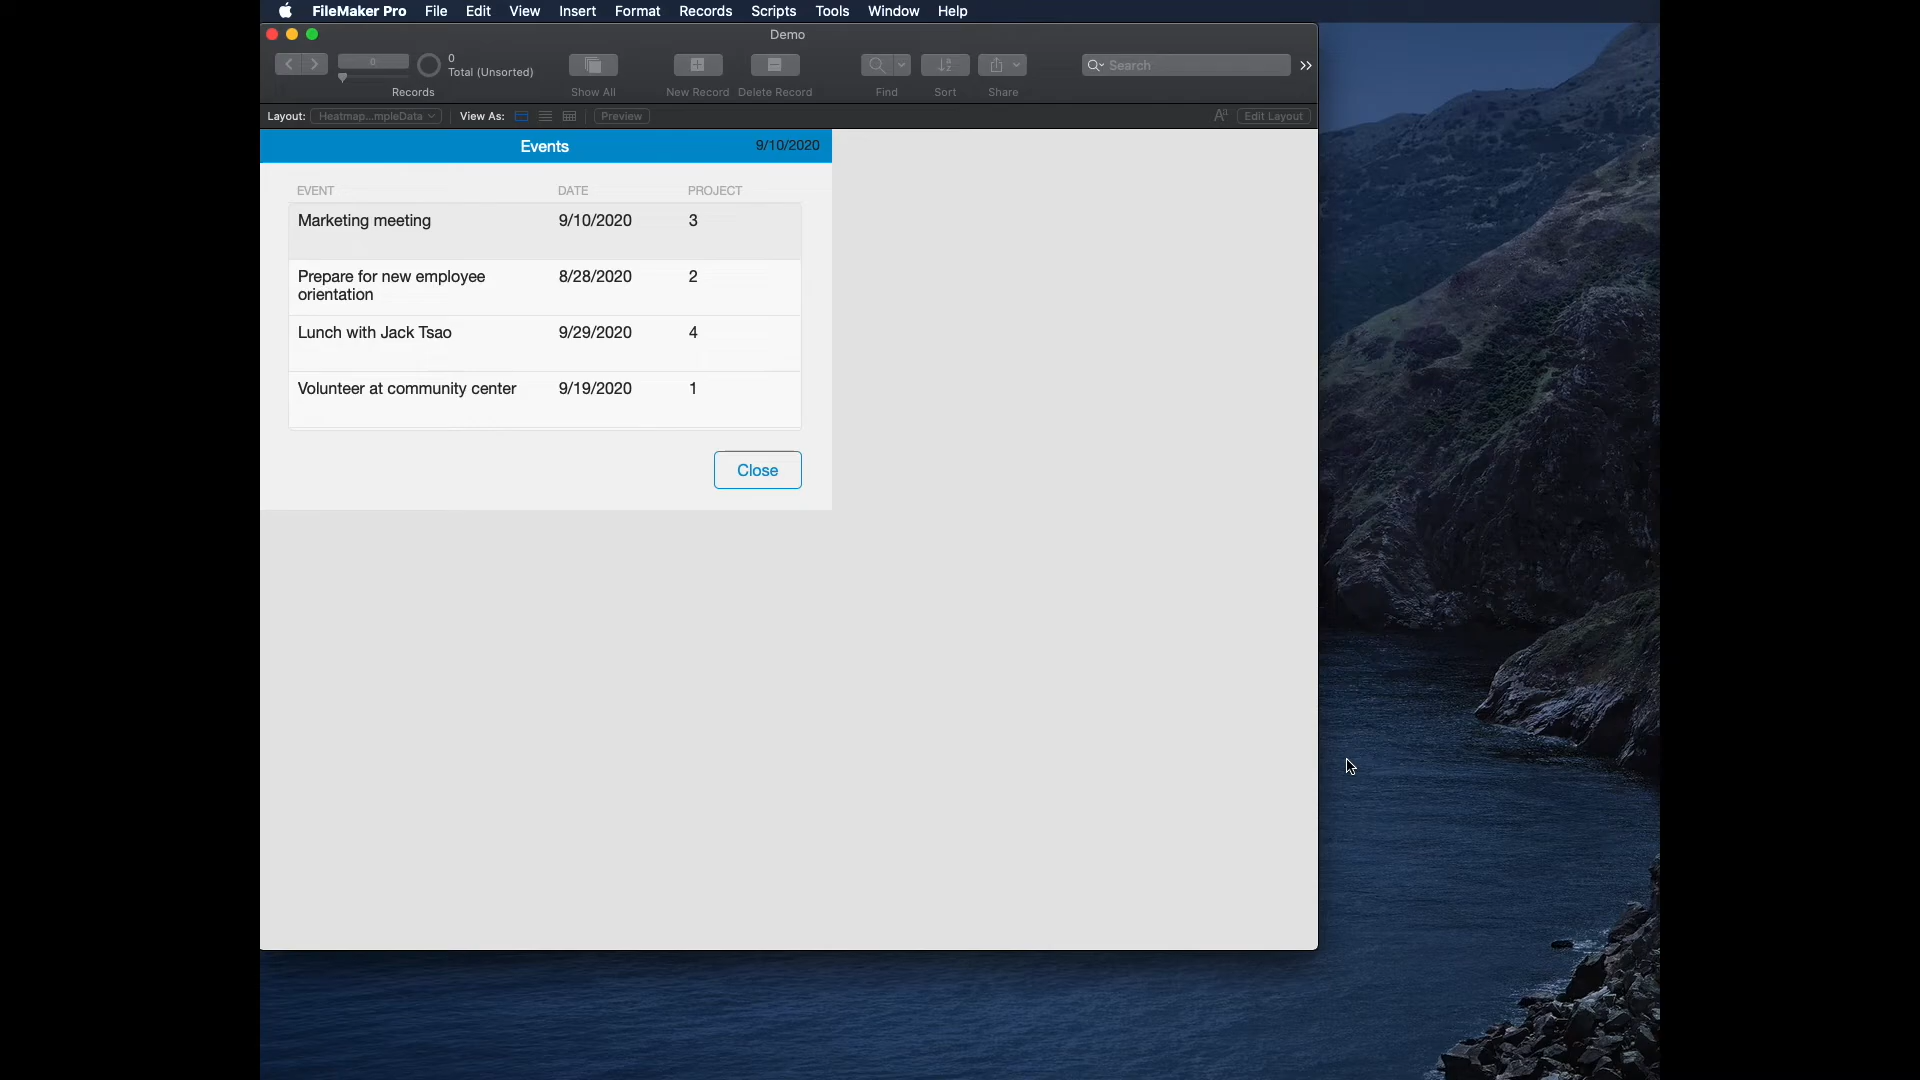 FileMaker Pro File Edit View Insert Format Records Scripts Tools Window Help
Demo
0
0
Total (Unsorted)
Search
Records Show All New Record Delete Record Find Sort Share
Layout: Heatmap...mpleData View As: Preview Edit Layout
Events 9/10/2020
EVENT DATE PROJECT
Marketing meeting 9/10/2020 3
Prepare for new employee 8/28/2020 2
orientation
Lunch with Jack Tsao 9/29/2020 4
Volunteer at community center 9/19/2020 1
Close